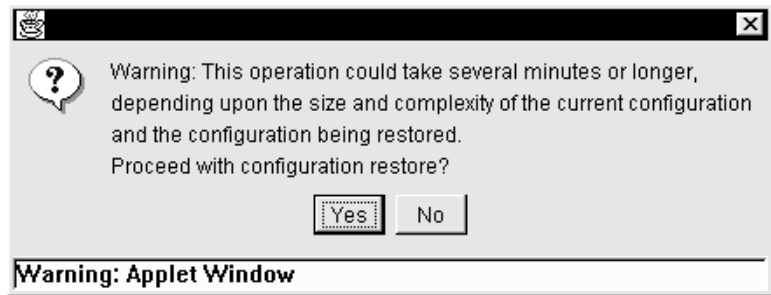 Warning: This operation could take several minutes or longer,
depending upon the size and complexity of the current configuration
and the configuration being restored.
Proceed with configuration restore?
Yes No
Warning: Applet Window